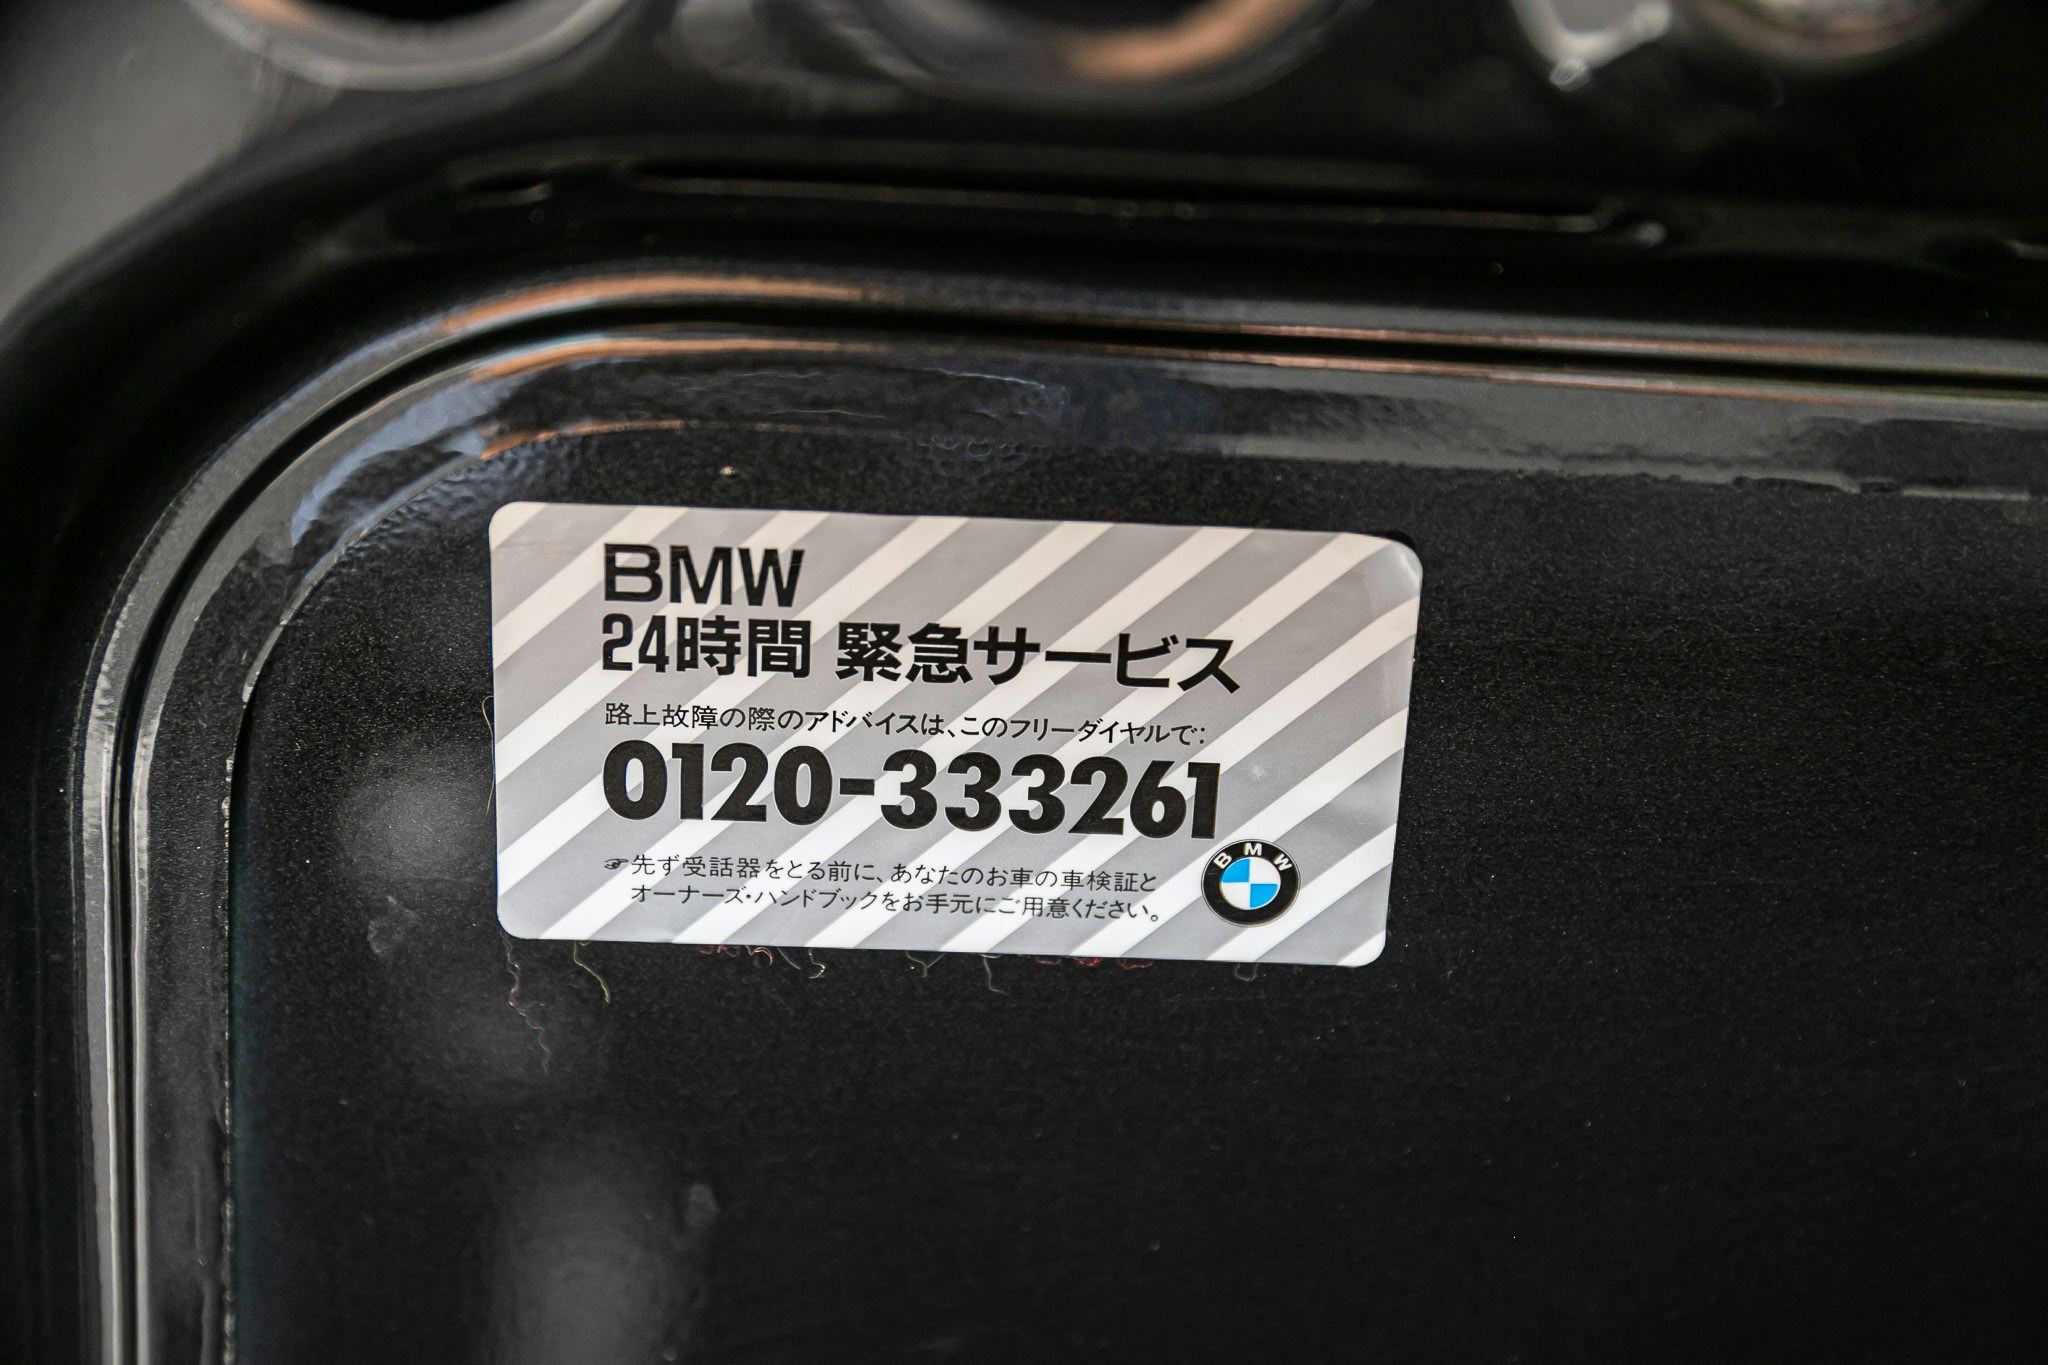 BMW
24時間 緊急サービス
路上故障の際のアドバイスは、このフリーダイヤルで:
0120-333261
☞先ず受話器をとる前に、あなたのお車の車検証と
オーナーズ・ハンドブックをお手元にご用意ください。
BMW